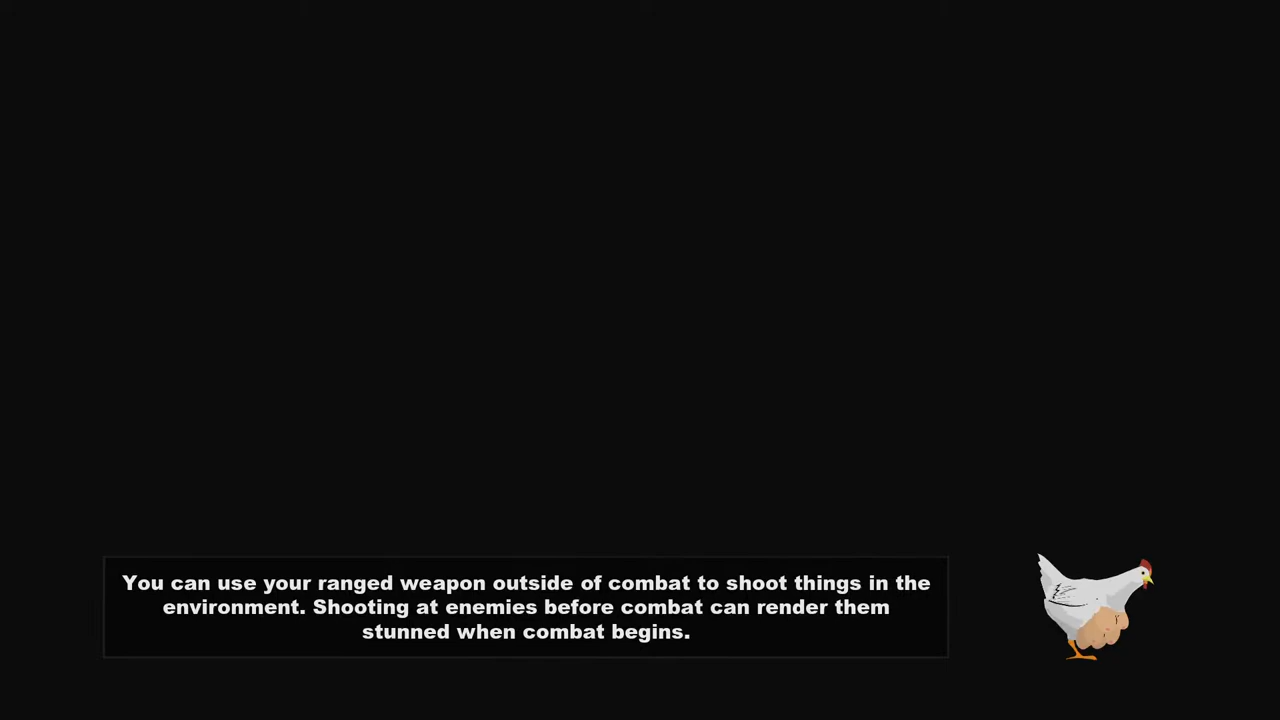 You can use your ranged weapon outside of combat to shoot things in the
environment. Shooting at enemies before combat can render them
stunned when combat begins.